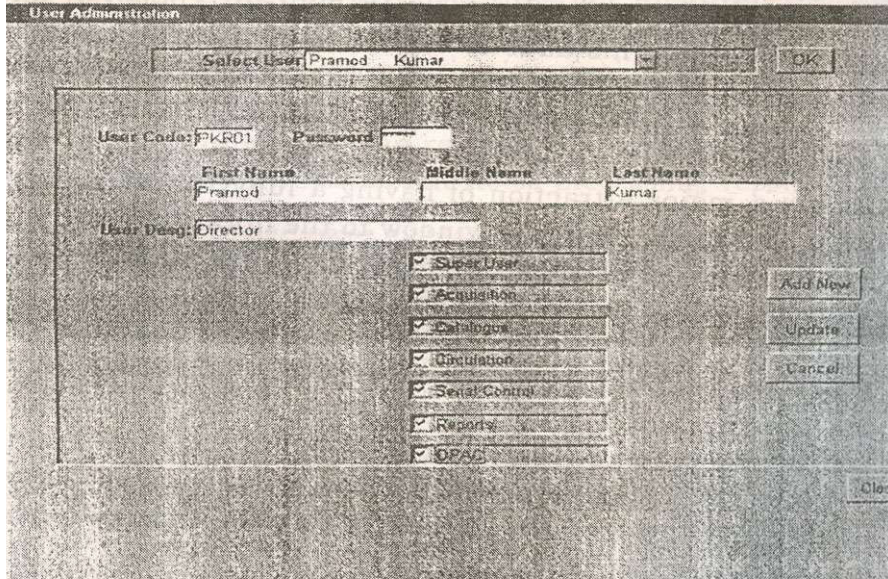 User Administration
Select User Pramod . Kumar OK
User Code: PKR01 Password
First Name Middle Name Last Name
Pramod Kumar
User Desg: Director
Super User
Acquisition
Catalogue
Circulation
Serial Control
Reports
OPAC
Add New
Update
Cancel
Clo